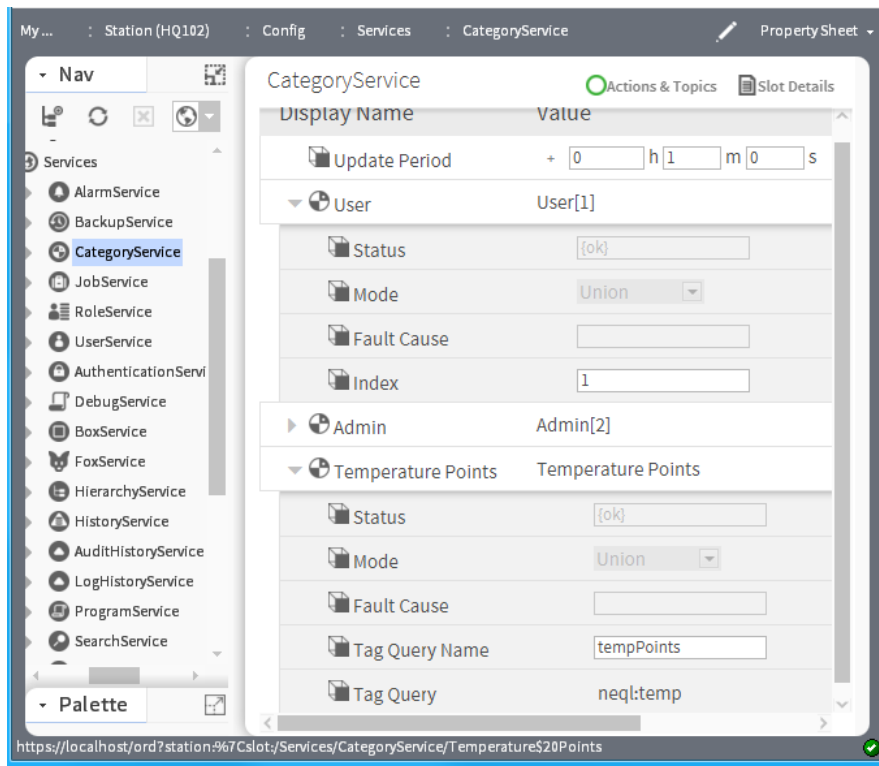 My ... : Station (HQ102) : Config : Services : CategoryService Property Sheet
Nav
Services
AlarmService
BackupService
CategoryService
JobService
RoleService
UserService
AuthenticationServi
DebugService
BoxService
FoxService
HierarchyService
HistoryService
AuditHistoryService
LogHistoryService
ProgramService
SearchService
Palette
CategoryService Actions & Topics Slot Details
Display Name Value
Update Period + 0 h 1 m 0 s
User User[1]
Status {ok}
Mode Union
Fault Cause
Index 1
Admin Admin[2]
Temperature Points Temperature Points
Status {ok}
Mode Union
Fault Cause
Tag Query Name tempPoints
Tag Query neql:temp
https://localhost/ord?station:%7Cslot:/Services/CategoryService/Temperature$20Points